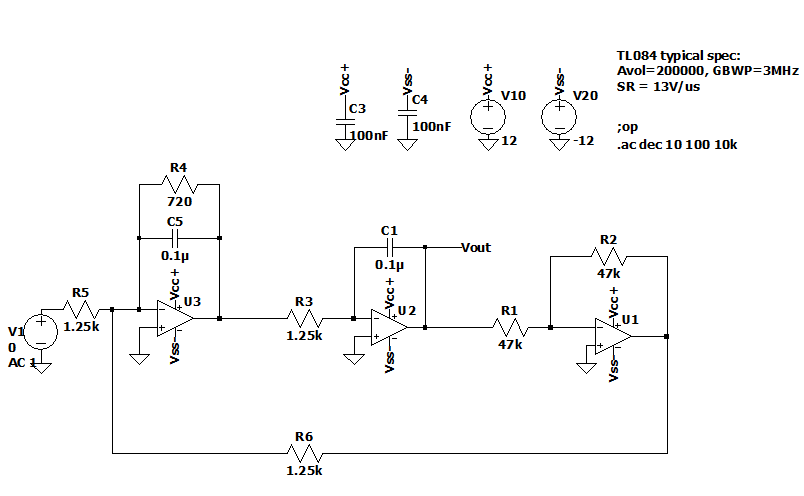 TL084 typical spec:
Avol=200000, GBWP=3MHz
SR = 13V/us
;op
.ac dec 10 100 10k
Vcc+
C3
100nF
Vss-
C4
100nF
Vcc+
V10
12
Vss-
V20
-12
R4
720
C5
0.1µ
Vcc+
U3
Vss-
R5
1.25k
V1
0
AC 1
R3
1.25k
C1
0.1µ
Vout
Vcc+
U2
Vss-
R1
47k
R2
47k
Vcc+
U1
Vss-
R6
1.25k